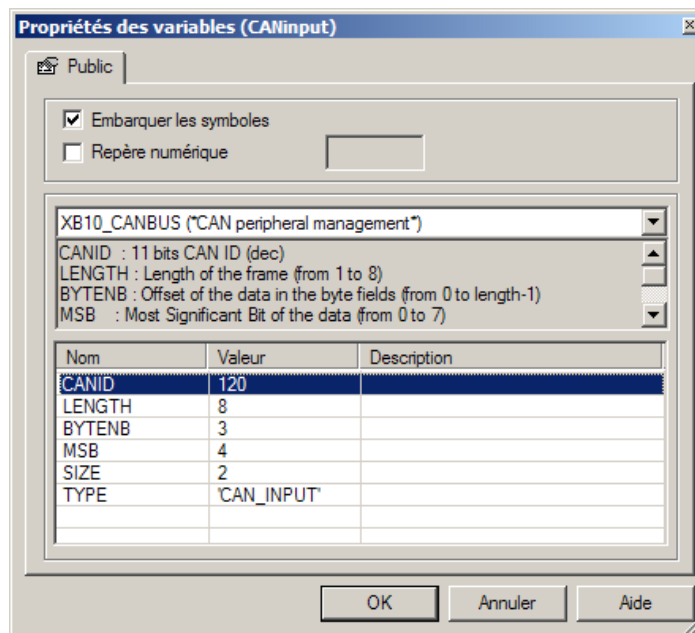 Propriétés des variables (CANinput)
Public
Embarquer les symboles
Repère numérique
XB10_CANBUS (*CAN peripheral management*)
CANID : 11 bits CAN ID (dec)
LENGTH : Length of the frame (from 1 to 8)
BYTENB : Offset of the data in the byte fields (from 0 to length-1)
MSB : Most Significant Bit of the data (from 0 to 7)
Nom Valeur Description
CANID 120
LENGTH 8
BYTENB 3
MSB 4
SIZE 2
TYPE 'CAN_INPUT'
OK Annuler Aide